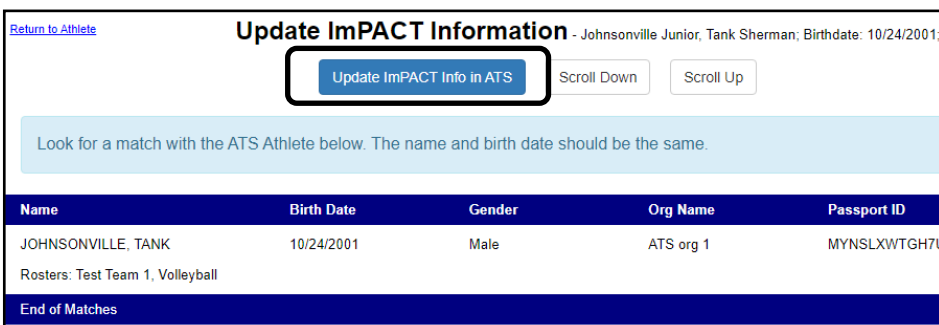 Return to Athlete Update ImPACT Information - Johnsonville Junior, Tank Sherman; Birthdate: 10/24/2001;
Update ImPACT Info in ATS Scroll Down Scroll Up
Look for a match with the ATS Athlete below. The name and birth date should be the same.
Name Birth Date Gender Org Name Passport ID
JOHNSONVILLE, TANK 10/24/2001 Male ATS org 1 MYNSLXWTGH7U
Rosters: Test Team 1, Volleyball
End of Matches